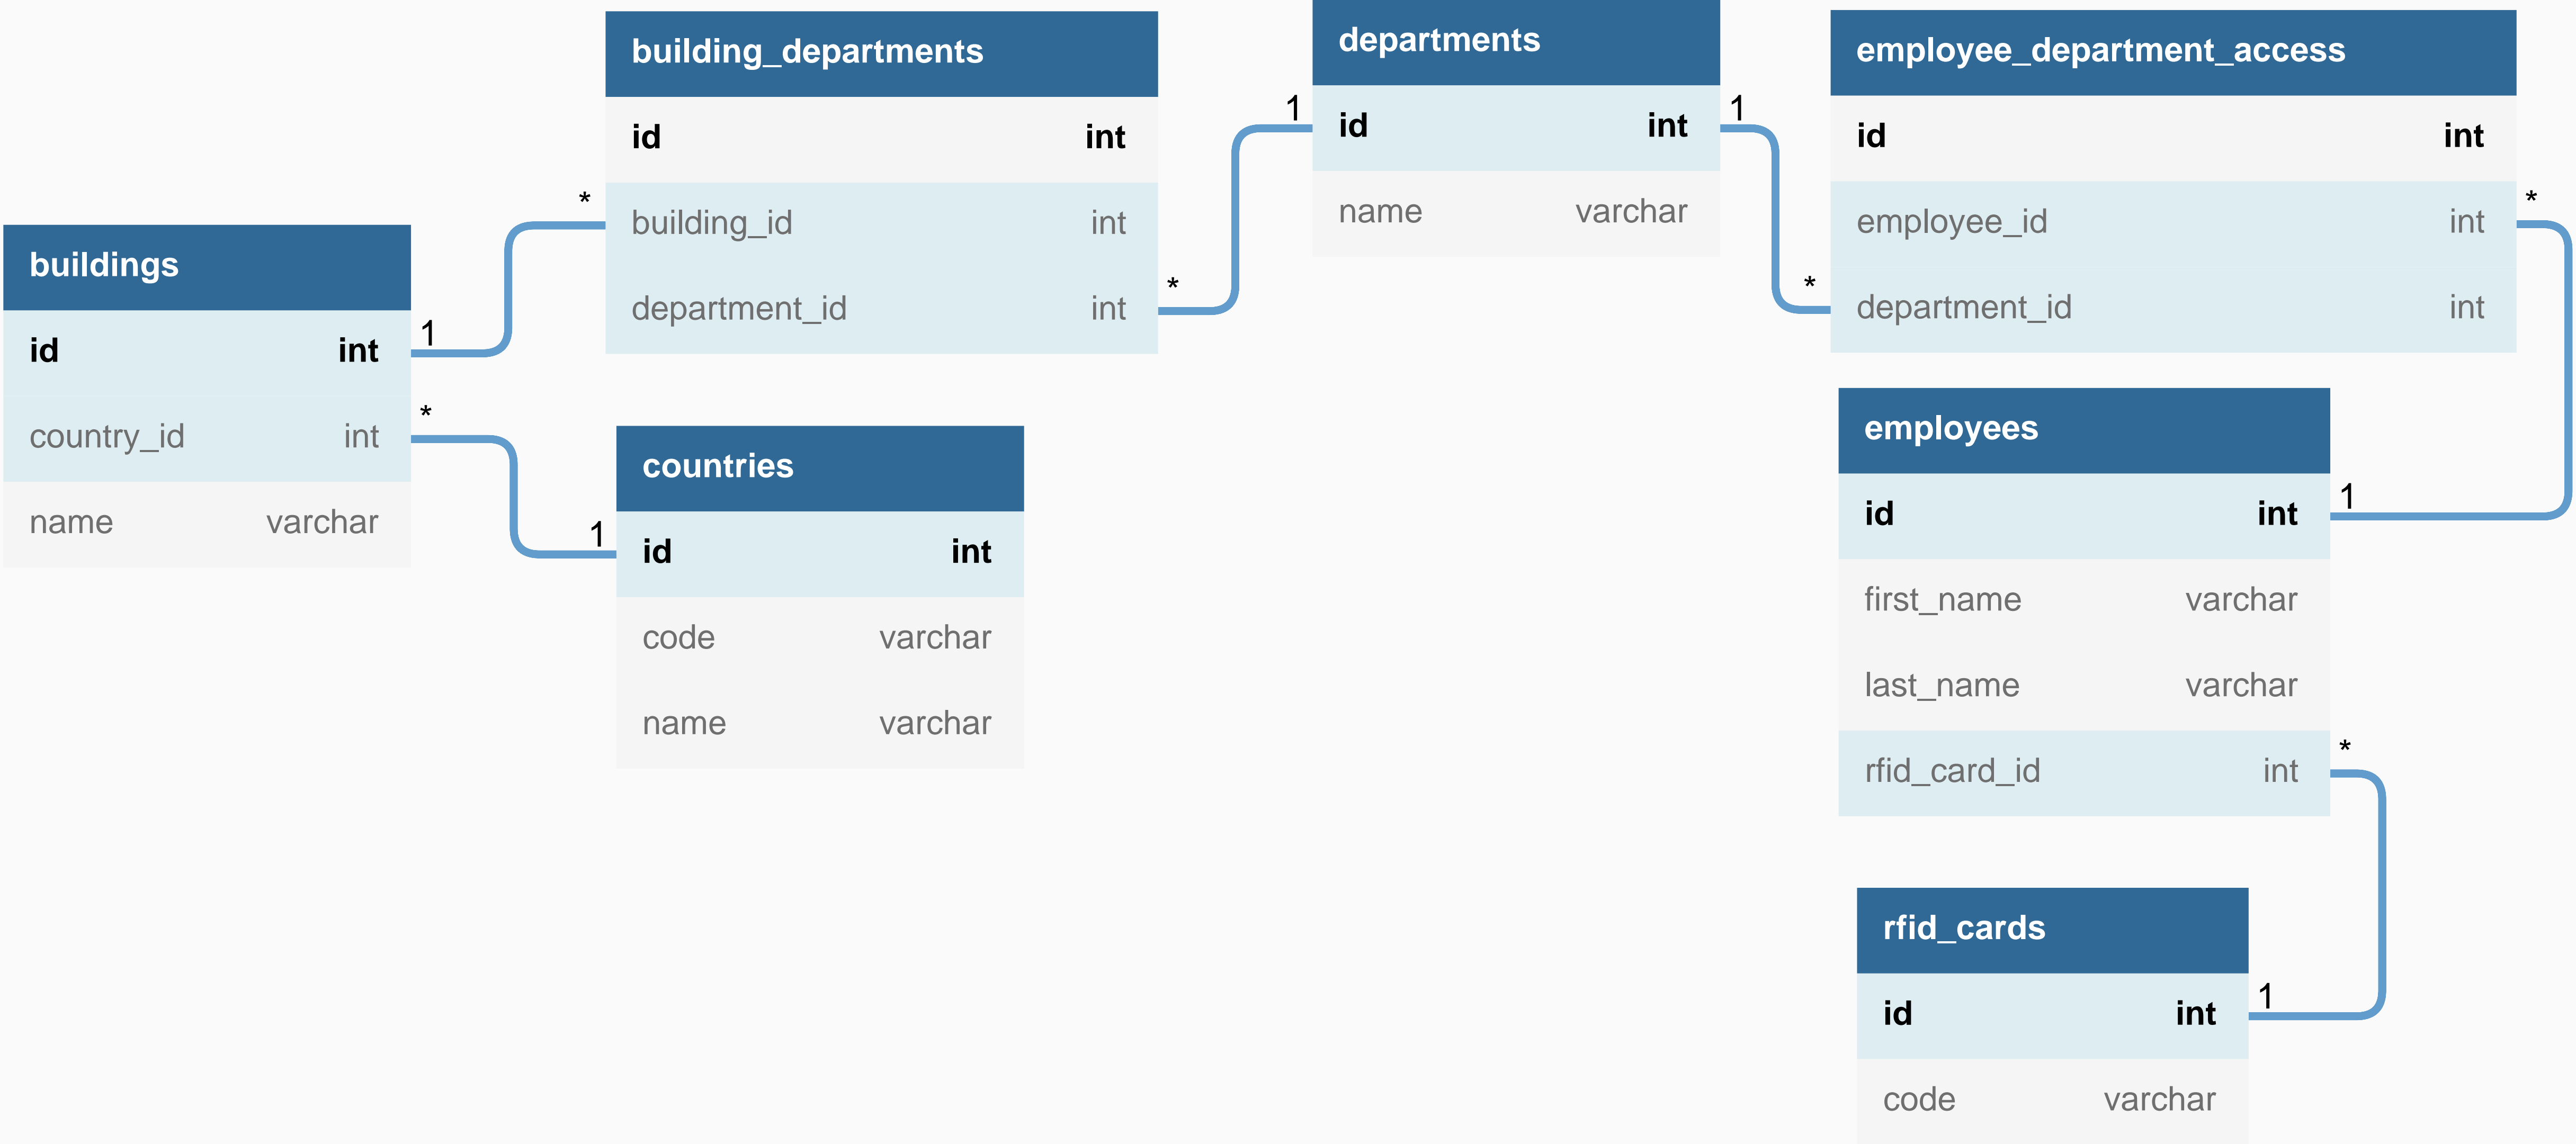 building_departments
id int
* building_id int
department_id int *
departments
1 id int 1
name varchar
employee_department_access
id int
employee_id int *
* department_id int
buildings
id int 1
country_id int *
name varchar
countries
1 id int
code varchar
name varchar
employees
id int 1
first_name varchar
last_name varchar
rfid_card_id int *
rfid_cards
id int 1
code varchar